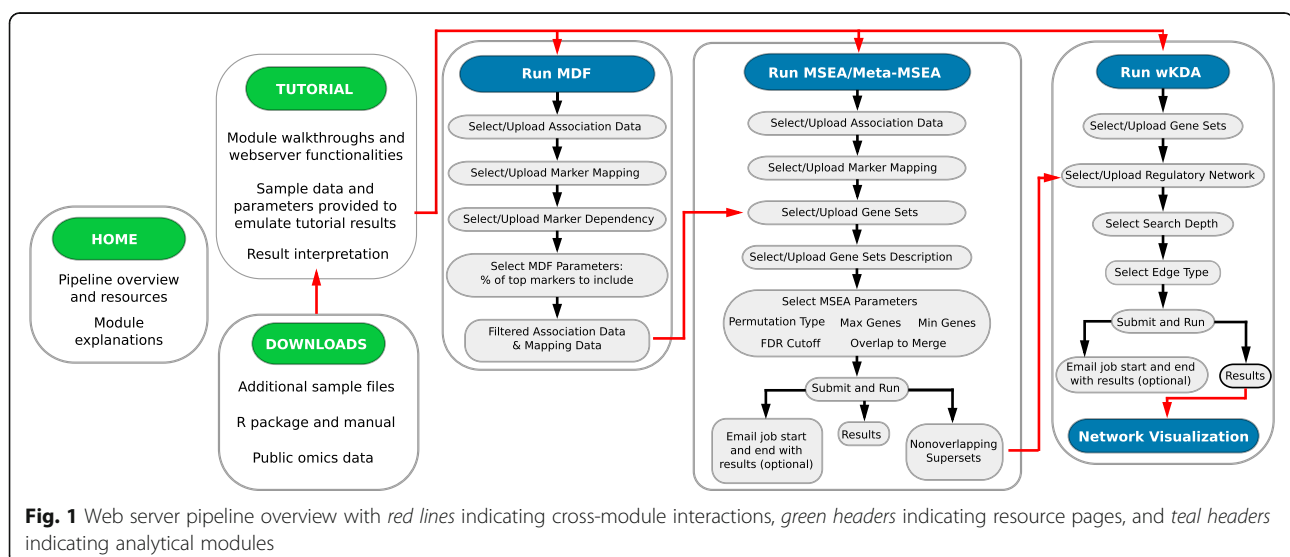 HOME
Pipeline overview
and resources
Module
explanations
TUTORIAL
Module walkthroughs and
webserver functionalities
Sample data and
parameters provided to
emulate tutorial results
Result interpretation
DOWNLOADS
Additional sample files
R package and manual
Public omics data
Run MDF
Select/Upload Association Data
Select/Upload Marker Mapping
Select/Upload Marker Dependency
Select MDF Parameters:
% of top markers to include
Filtered Association Data
& Mapping Data
Run MSEA/Meta-MSEA
Select/Upload Association Data
Select/Upload Marker Mapping
Select/Upload Gene Sets
Select/Upload Gene Sets Description
Select MSEA Parameters
Permutation Type Max Genes Min Genes
FDR Cutoff Overlap to Merge
Submit and Run
Email job start
and end with
results (optional)
Results
Nonoverlapping
Supersets
Run wKDA
Select/Upload Gene Sets
Select/Upload Regulatory Network
Select Search Depth
Select Edge Type
Submit and Run
Email job start and end
with results (optional)
Results
Network Visualization
Fig. 1 Web server pipeline overview with red lines indicating cross-module interactions, green headers indicating resource pages, and teal headers
indicating analytical modules